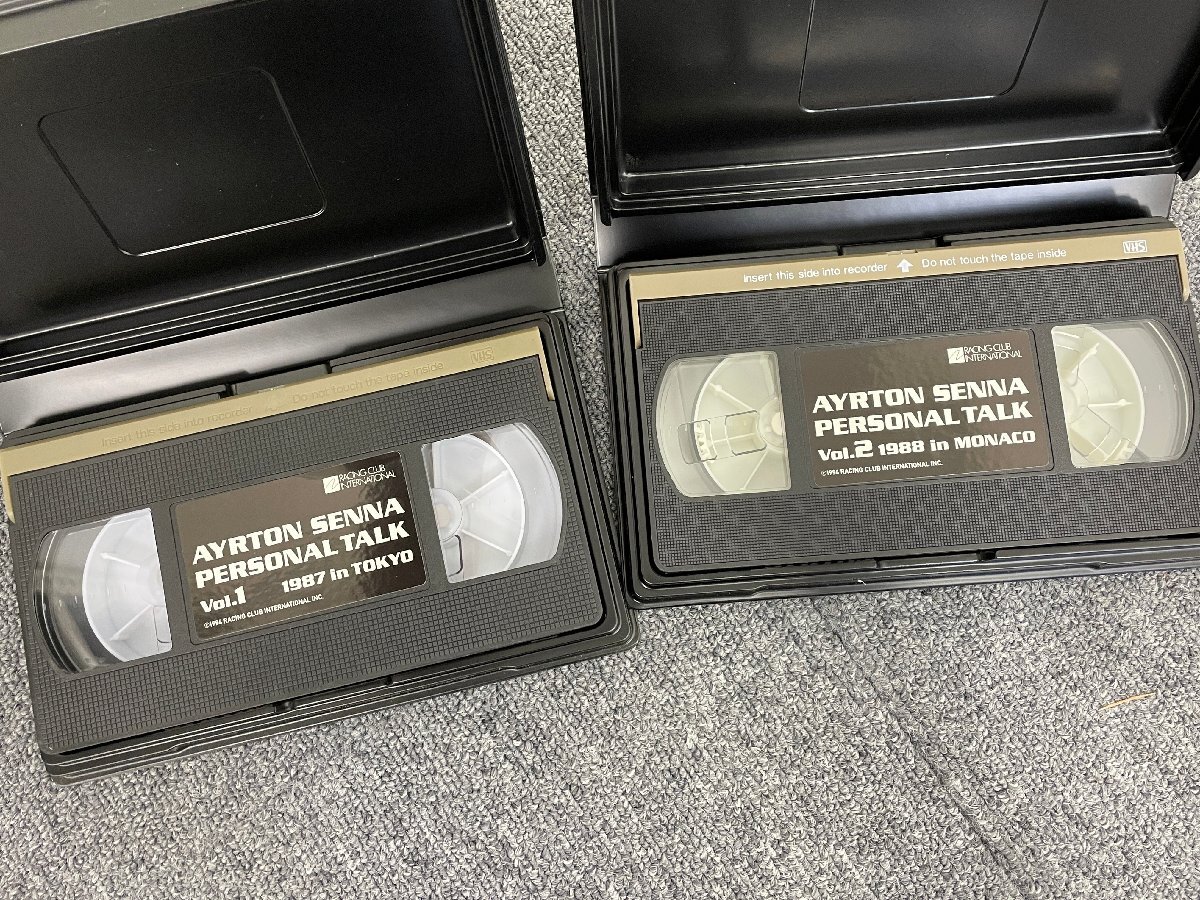 Insert this side into recorder Do not touch the tape inside VHS
RACING CLUB
INTERNATIONAL
AYRTON SENNA
PERSONAL TALK
Vol.1 1987 in TOKYO
©1994 RACING CLUB INTERNATIONAL INC.
Insert this side into recorder Do not touch the tape inside VHS
RACING CLUB
INTERNATIONAL
AYRTON SENNA
PERSONAL TALK
Vol.2 1988 in MONACO
©1994 RACING CLUB INTERNATIONAL INC.